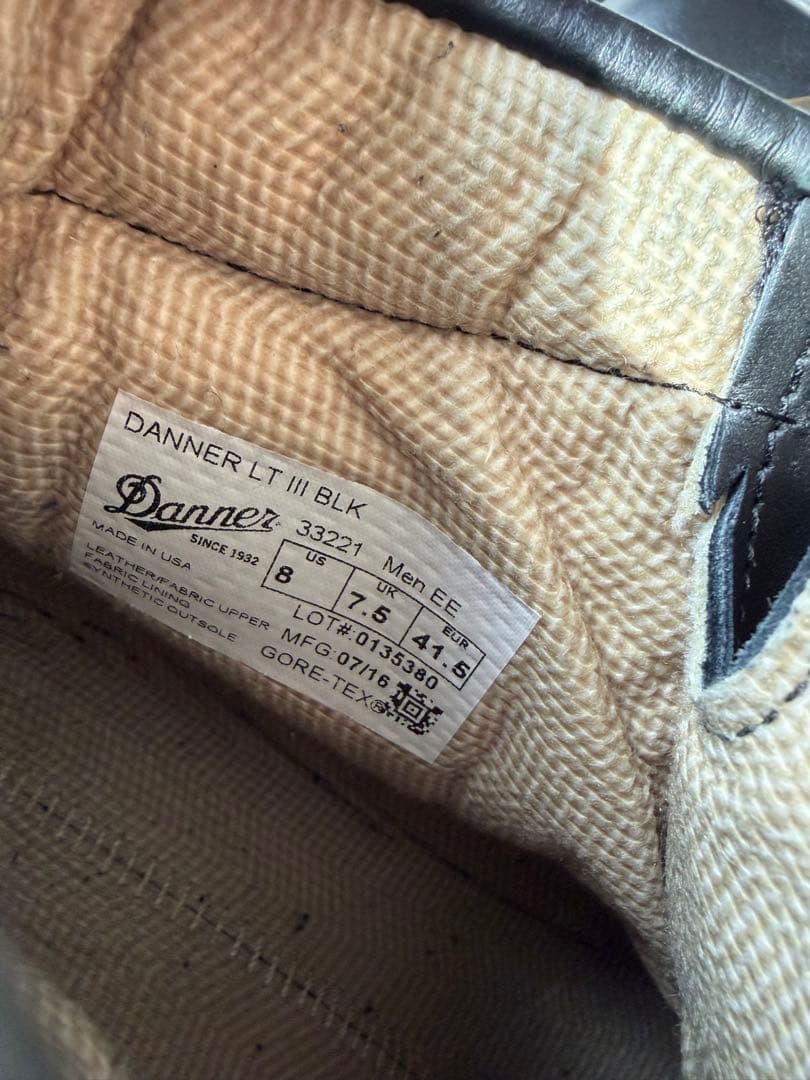 DANNER LT III BLK
Danner
SINCE 1932
33221 Men EE
MADE IN USA
LEATHER/FABRIC UPPER
FABRIC LINING
SYNTHETIC OUTSOLE
US UK EUR
8 7.5 41.5
LOT#:0135380
MFG:07/16
GORE-TEX®